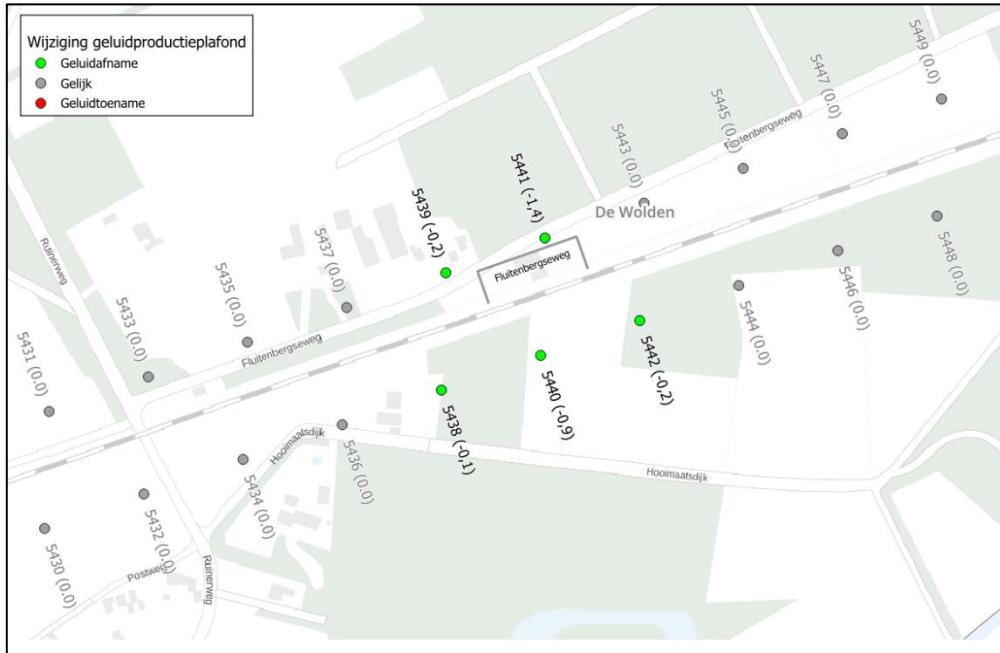 Wijziging geluidproductieplafond
Geluidafname
Gelijk
Geluidtoename
5449 (0.0)
5447 (0.0)
5445 (0.0)
Fluitenbergseweg
5443 (0.0)
5441 (-1,4)
De Wolden
5439 (-0,2)
5437 (0.0)
Fluitenbergseweg
5448 (0.0)
5446 (0.0)
5444 (0.0)
5442 (-0,2)
5440 (-0,9)
5438 (-0,1)
Ruinerweg
5435 (0.0)
5433 (0.0)
5431 (0.0)
Fluitenbergseweg
5436 (0.0)
Hooimaatsdijk
Hooimaatsdijk
5434 (0.0)
5432 (0.0)
5430 (0.0)
Postweg
Ruinerweg